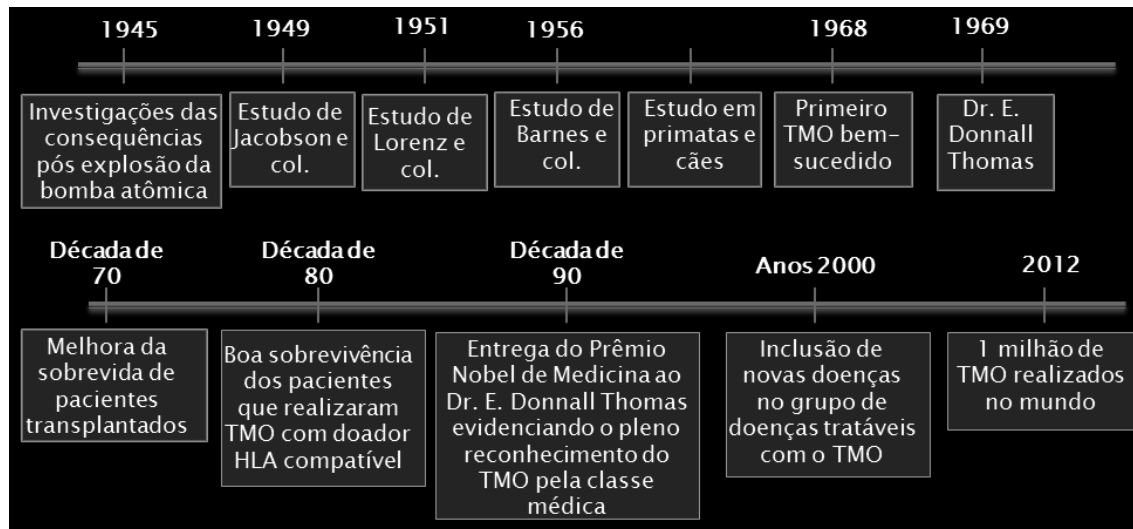 1945
1949
1951
1956
1968
1969
Investigações das
consequências
pós explosão da
bomba atômica
Estudo de
Jacobson e
col.
Estudo de
Lorenz e
col.
Estudo de
Barnes e
col.
Estudo em
primatas e
cães
Primeiro
TMO bem-
sucedido
Dr. E.
Donnall
Thomas
Década de
70
Década de
80
Década de
90
Anos 2000
2012
Melhora da
sobrevida de
pacientes
transplantados
Boa sobrevivência
dos pacientes
que realizaram
TMO com doador
HLA compatível
Entrega do Prêmio
Nobel de Medicina ao
Dr. E. Donnall Thomas
evidenciando o pleno
reconhecimento do
TMO pela classe
médica
Inclusão de
novas doenças
no grupo de
doenças tratáveis
com o TMO
1 milhão de
TMO realizados
no mundo